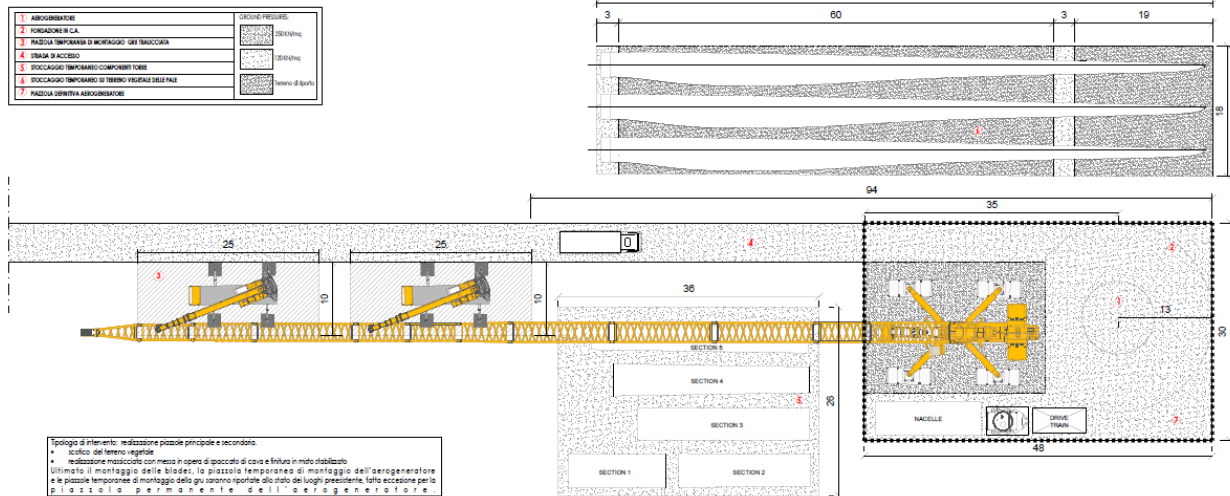 1 AEROGENERATORE
2 FONDAZIONE IN C.A.
3 PIAZZOLA TEMPORANEA DI MONTAGGIO GRU TRALICCIATA
4 STRADA DI ACCESSO
5 STOCCAGGIO TEMPORANEO COMPONENTI TORRE
6 STOCCAGGIO TEMPORANEO SU TERRENO VEGETALE DELLE PALE
7 PIAZZOLA DEFINITIVA AEROGENERATORE
GROUND PRESSURES:
250KN/mq
120KN/mq
Terreno di riporto
3
60
3
19
6
18
94
35
25
25
4
2
3
10
10
36
1
13
30
SECTION 5
SECTION 4
5
26
SECTION 3
NACELLE
DRIVE
TRAIN
7
48
SECTION 1
SECTION 2
Tipologia di intervento: realizzazione piazzole principale e secondaria.
• scotico del terreno vegetale
• realizzazione massicciata con messa in opera di spaccato di cava e finitura in misto stabilizzato
Ultimato il montaggio delle blades, la piazzola temporanea di montaggio dell'aerogeneratore
e le piazzole temporanee di montaggio della gru saranno riportate allo stato dei luoghi preesistente, fatta eccezione per la
piazzola permanente dell'aerogeneratore.